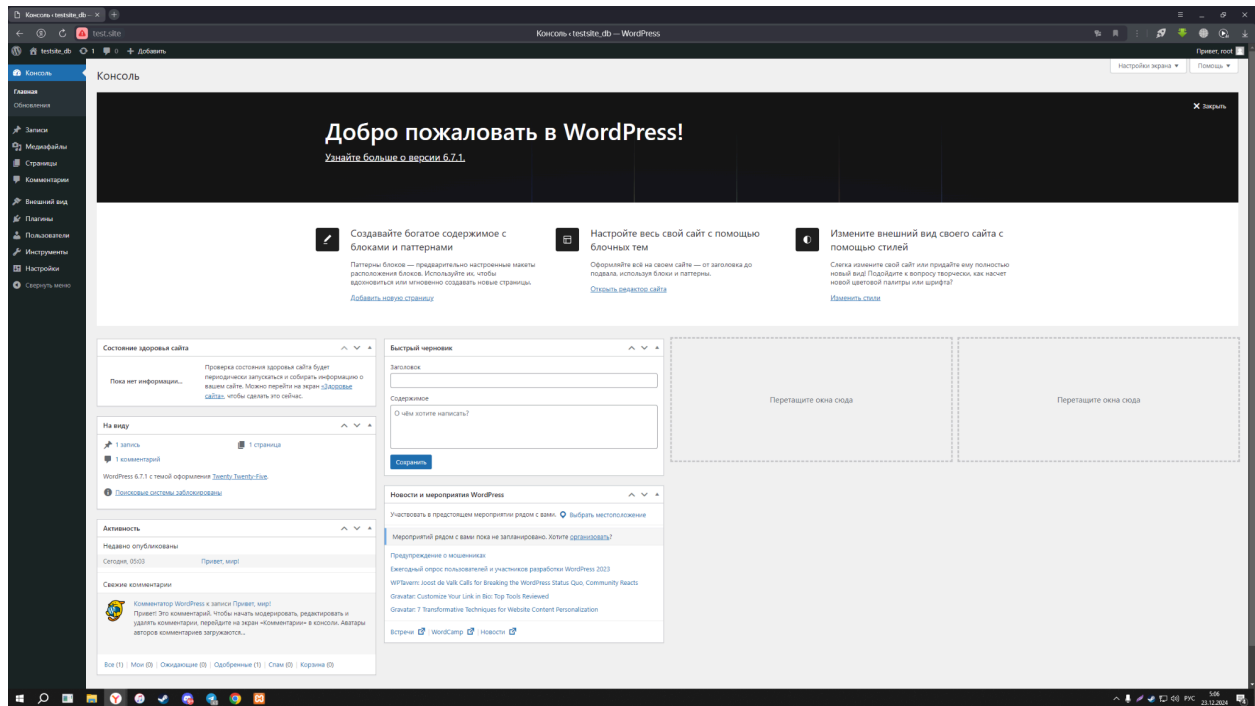 Консоль ‹ testsite_db —
test.site
Консоль ‹ testsite_db — WordPress
testsite_db 1 0 Добавить
Привет, root
Консоль
Главная
Обновления
Записи
Медиафайлы
Страницы
Комментарии
Внешний вид
Плагины
Пользователи
Инструменты
Настройки
Свернуть меню
Консоль
Настройки экрана
Помощь
Закрыть
Добро пожаловать в WordPress!
Узнайте больше о версии 6.7.1.
Создавайте богатое содержимое с
блоками и паттернами
Паттерны блоков — предварительно настроенные макеты
расположения блоков. Используйте их, чтобы
вдохновиться или мгновенно создавать новые страницы.
Добавить новую страницу
Настройте весь свой сайт с помощью
блочных тем
Оформляйте всё на своем сайте — от заголовка до
подвала, используя блоки и паттерны.
Открыть редактор сайта
Измените внешний вид своего сайта с
помощью стилей
Слегка измените свой сайт или придайте ему полностью
новый вид! Подойдите к вопросу творчески, как насчет
новой цветовой палитры или шрифта?
Изменить стили
Состояние здоровья сайта
Пока нет информации...
Проверка состояния здоровья сайта будет
периодически запускаться и собирать информацию о
вашем сайте. Можно перейти на экран «Здоровье
сайта», чтобы сделать это сейчас.
На виду
1 запись
1 страница
1 комментарий
WordPress 6.7.1 с темой оформления Twenty Twenty-Five.
Поисковые системы заблокированы
Активность
Недавно опубликованы
Сегодня, 05:03
Привет, мир!
Свежие комментарии
Комментатор WordPress к записи Привет, мир!
Привет! Это комментарий. Чтобы начать модерировать, редактировать и
удалять комментарии, перейдите на экран «Комментарии» в консоли. Аватары
авторов комментариев загружаются…
Все (1) | Мои (0) | Ожидающие (0) | Одобренные (1) | Спам (0) | Корзина (0)
Быстрый черновик
Заголовок
Содержимое
О чём хотите написать?
Сохранить
Новости и мероприятия WordPress
Участвовать в предстоящем мероприятии рядом с вами. Выбрать местоположение
Мероприятий рядом с вами пока не запланировано. Хотите организовать?
Предупреждение о мошенниках
Ежегодный опрос пользователей и участников разработки WordPress 2023
WPTavern: Joost de Valk Calls for Breaking the WordPress Status Quo, Community Reacts
Gravatar: Customize Your Link in Bio: Top Tools Reviewed
Gravatar: 7 Transformative Techniques for Website Content Personalization
Встречи | WordCamp | Новости
Перетащите окна сюда
Перетащите окна сюда
РУС
5:06
23.12.2024